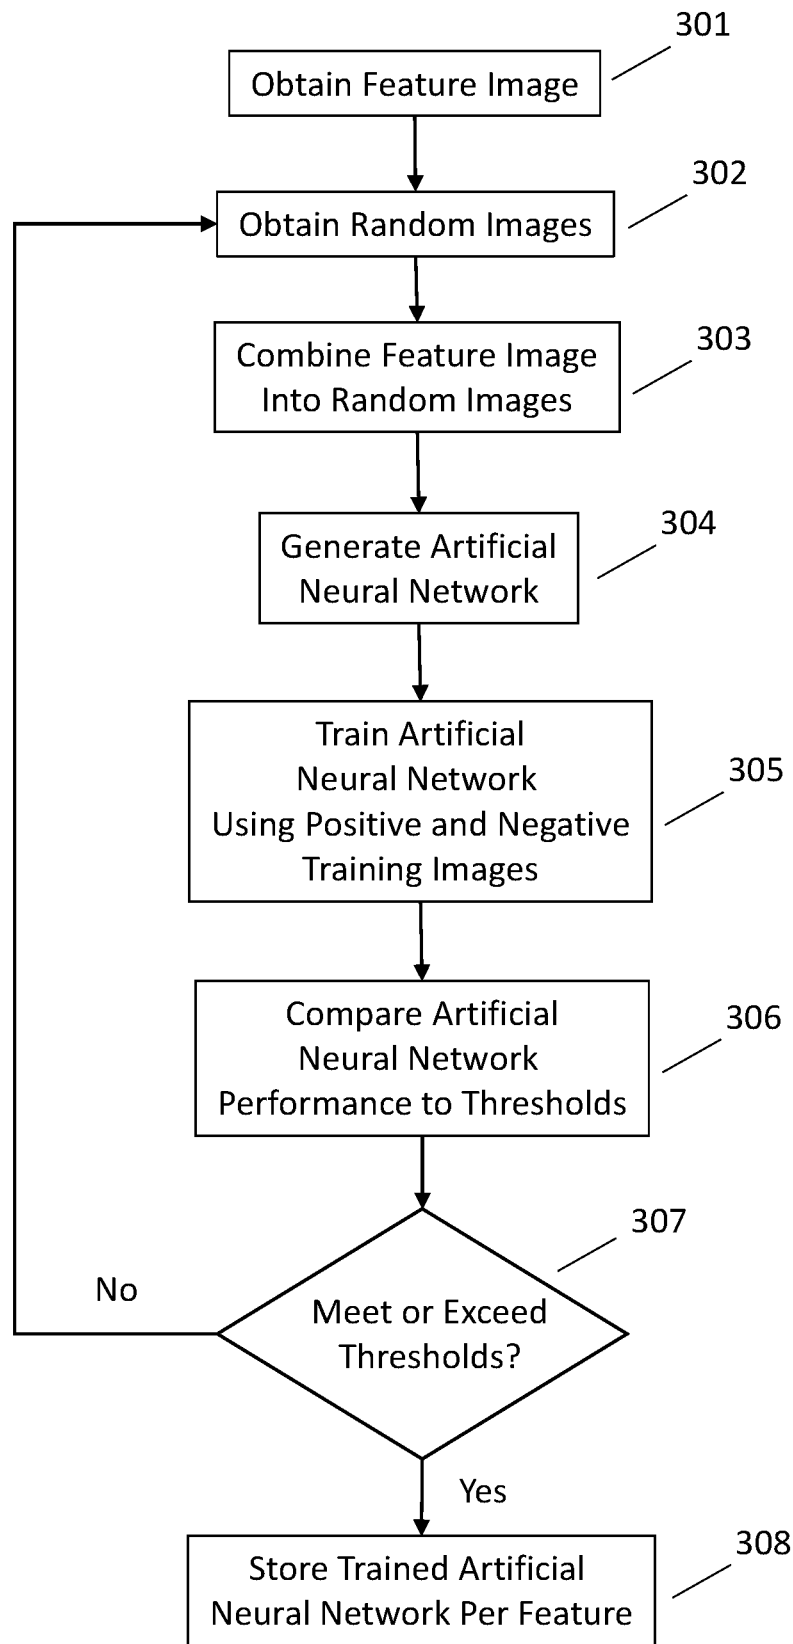 301
Obtain Feature Image
302
Obtain Random Images
303
Combine Feature Image
Into Random Images
304
Generate Artificial
Neural Network
305
Train Artificial
Neural Network
Using Positive and Negative
Training Images
306
Compare Artificial
Neural Network
Performance to Thresholds
307
No
Meet or Exceed
Thresholds?
Yes
308
Store Trained Artificial
Neural Network Per Feature